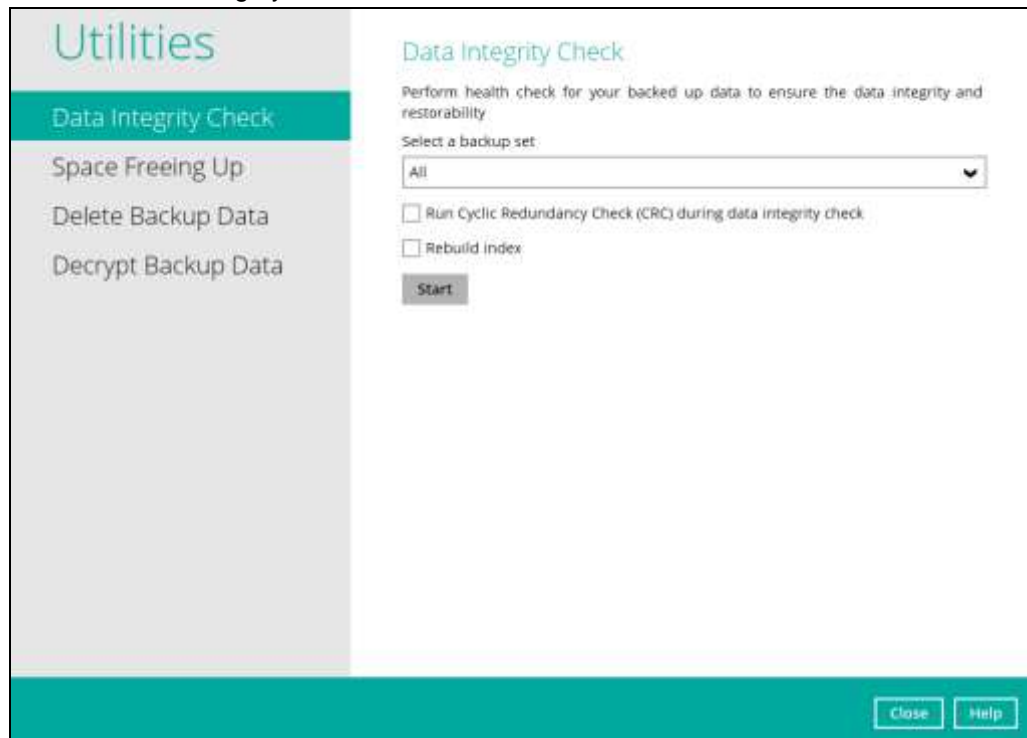 Utilities
Data Integrity Check
Space Freeing Up
Delete Backup Data
Decrypt Backup Data
Data Integrity Check
Perform health check for your backed up data to ensure the data integrity and
restorability
Select a backup set
All
Run Cyclic Redundancy Check (CRC) during data integrity check
Rebuild index
Start
Close
Help